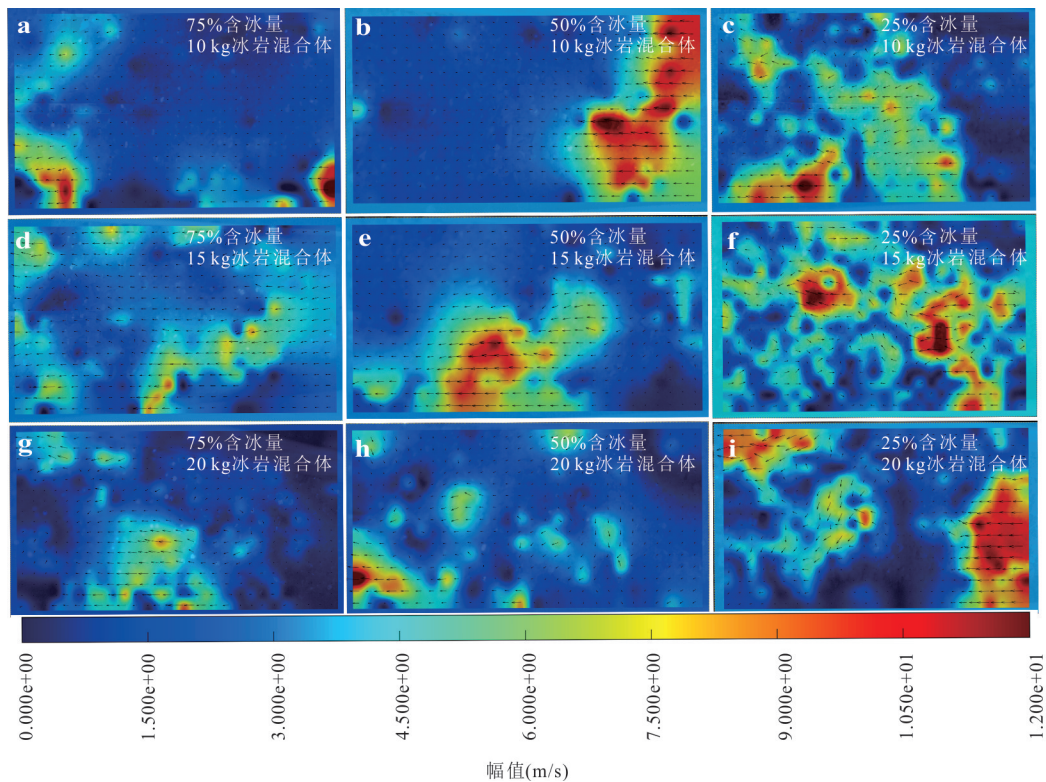 a
75%含冰量
10 kg冰岩混合体
b
50%含冰量
10 kg冰岩混合体
c
25%含冰量
10 kg冰岩混合体
d
75%含冰量
15 kg冰岩混合体
e
50%含冰量
15 kg冰岩混合体
f
25%含冰量
15 kg冰岩混合体
g
75%含冰量
20 kg冰岩混合体
h
50%含冰量
20 kg冰岩混合体
i
25%含冰量
20 kg冰岩混合体
0.000e+00
1.500e+00
3.000e+00
4.500e+00
6.000e+00
7.500e+00
9.000e+00
1.050e+01
1.200e+01
幅值(m/s)